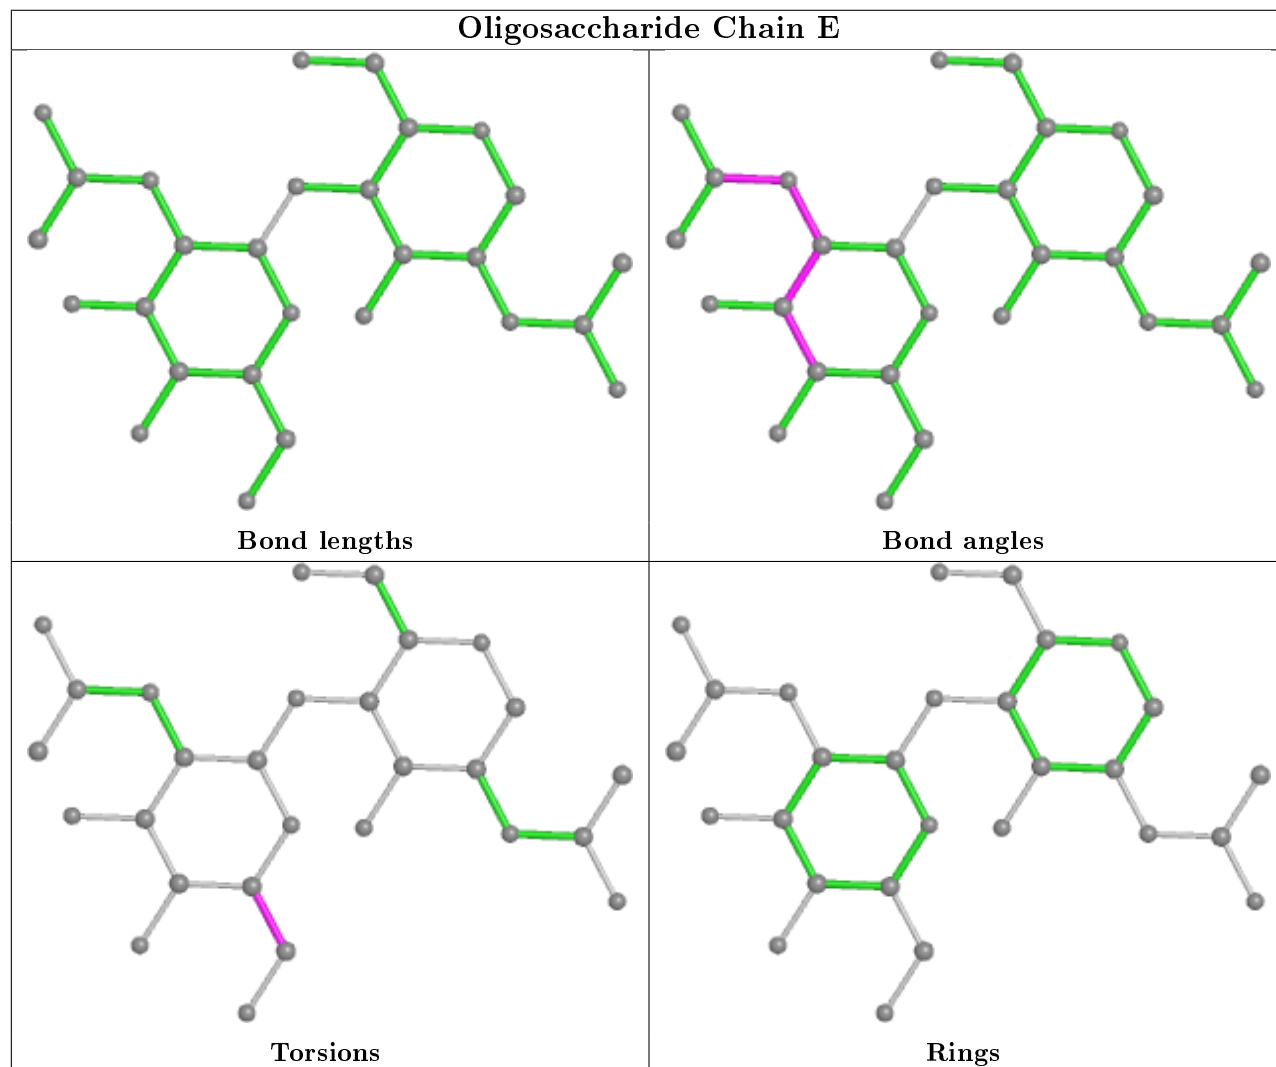 Oligosaccharide Chain E
Bond lengths
Bond angles
Torsions
Rings